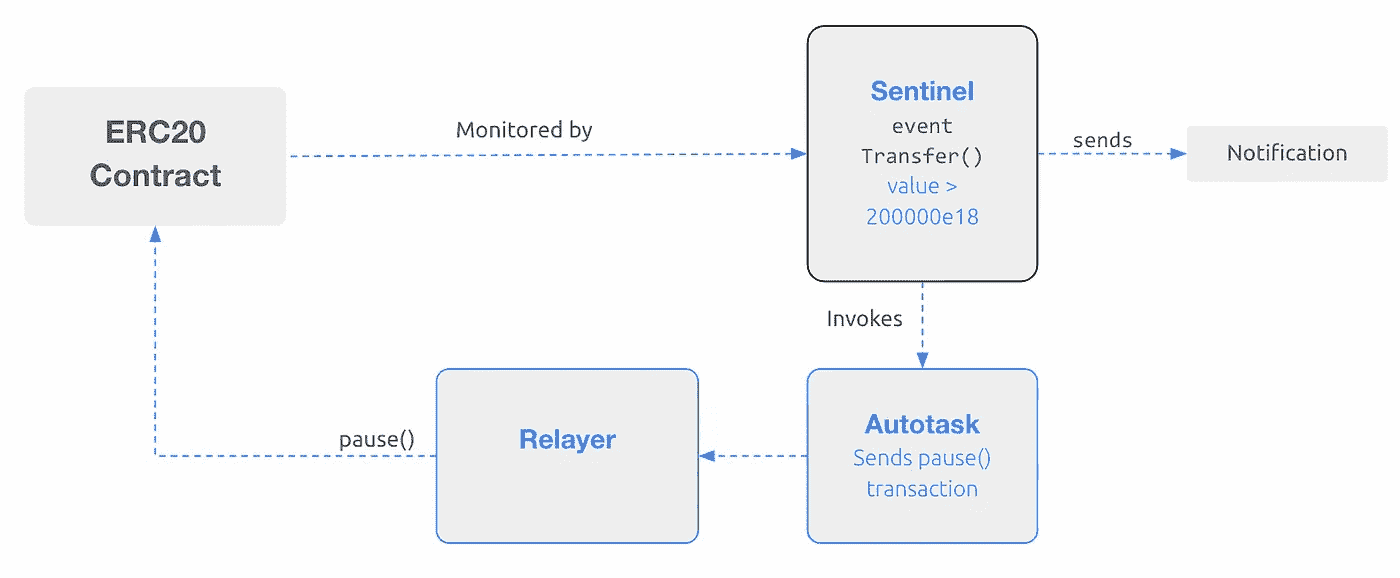 ERC20
Contract
Monitored by
Sentinel
event
Transfer()
value >
200000e18
sends
Notification
Invokes
Autotask
Sends pause()
transaction
Relayer
pause()